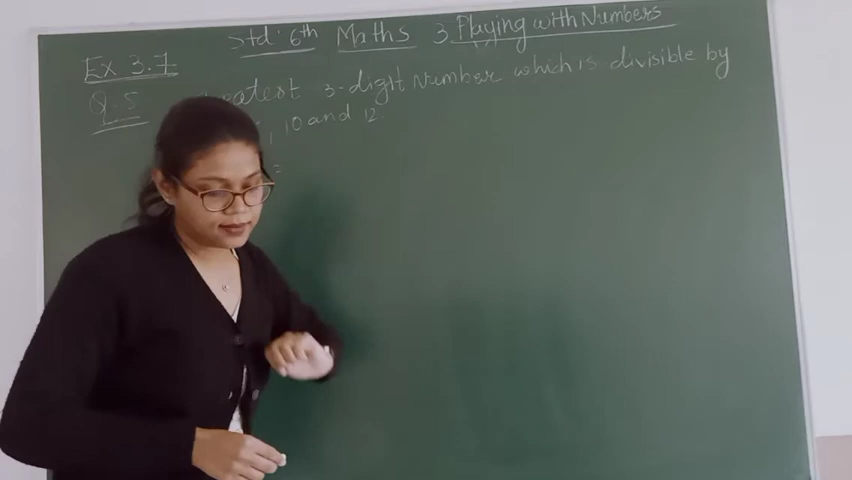 Std: 6th Maths 3. Playing with Numbers
Ex 3.7
Q.5 3-digit Number which is divisible by
, 10 and 12.
=